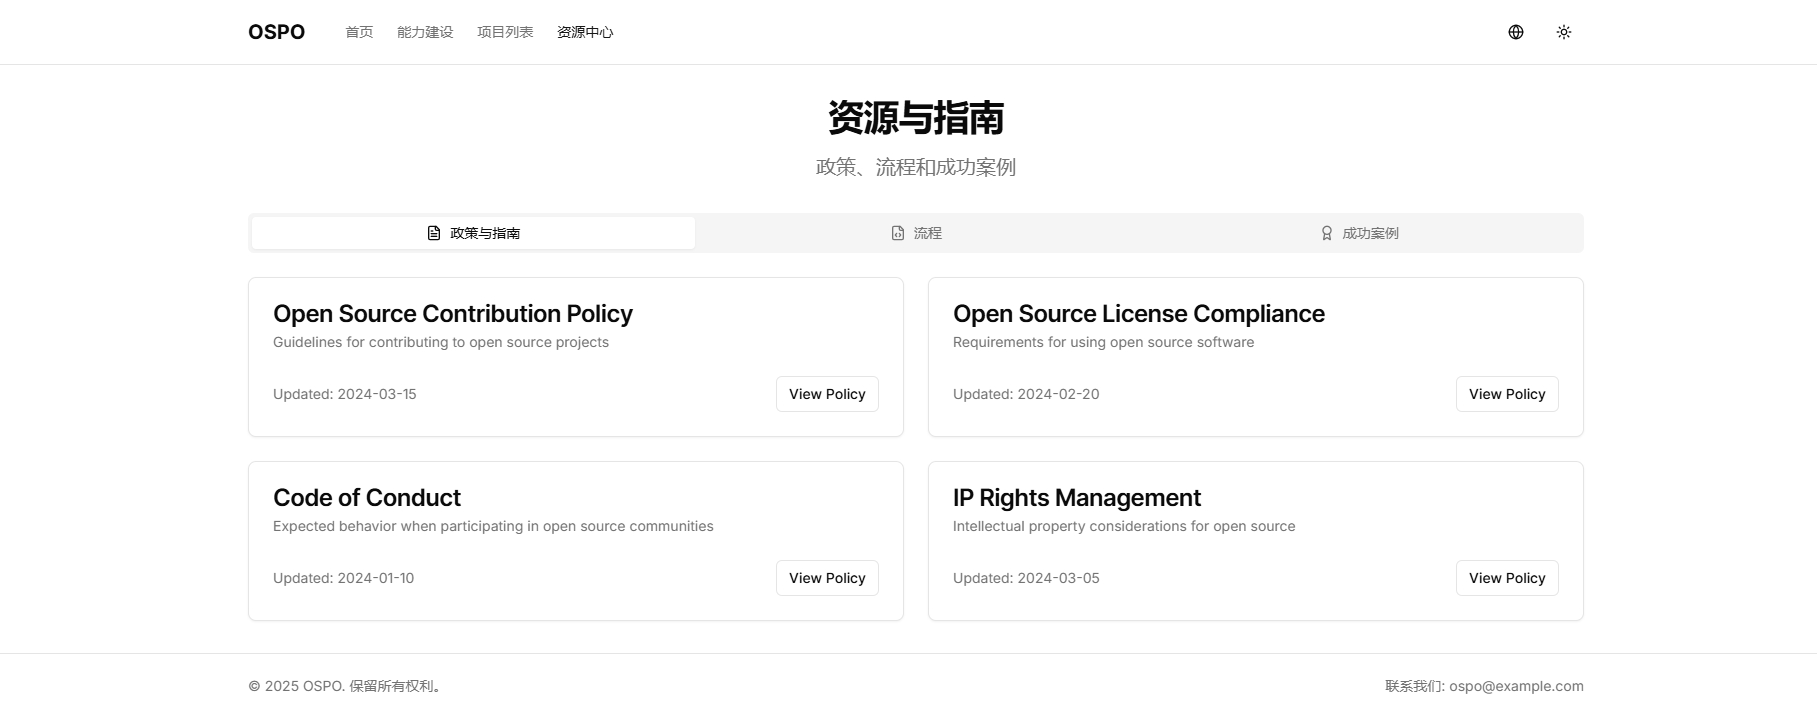 OSPO 首页 能力建设 项目列表 资源中心
资源与指南
政策、流程和成功案例
政策与指南 流程 成功案例
Open Source Contribution Policy
Guidelines for contributing to open source projects
Updated: 2024-03-15 View Policy
Open Source License Compliance
Requirements for using open source software
Updated: 2024-02-20 View Policy
Code of Conduct
Expected behavior when participating in open source communities
Updated: 2024-01-10 View Policy
IP Rights Management
Intellectual property considerations for open source
Updated: 2024-03-05 View Policy
© 2025 OSPO. 保留所有权利。 联系我们: ospo@example.com